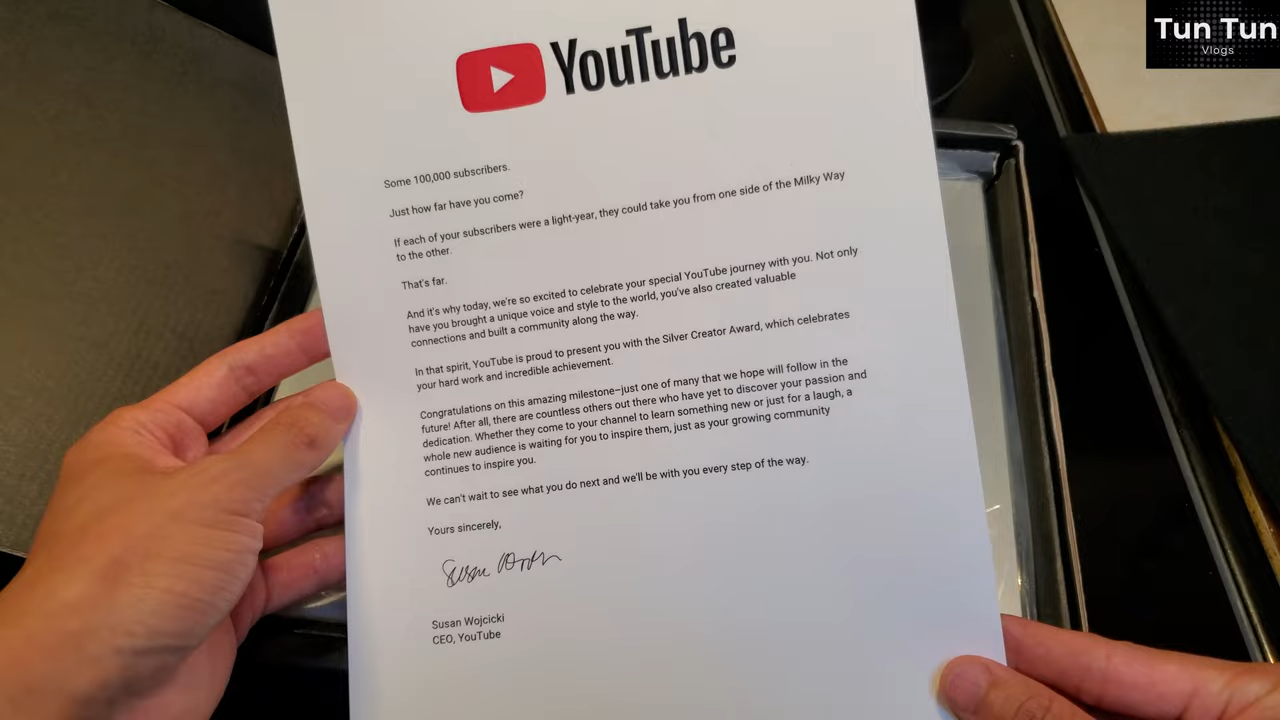 Tun Tun
Vlogs
YouTube
Some 100,000 subscribers.
Just how far have you come?
If each of your subscribers were a light-year, they could take you from one side of the Milky Way
to the other.
That's far.
And it's why today, we're so excited to celebrate your special YouTube journey with you. Not only
have you brought a unique voice and style to the world, you've also created valuable
connections and built a community along the way.
In that spirit, YouTube is proud to present you with the Silver Creator Award, which celebrates
your hard work and incredible achievement.
Congratulations on this amazing milestone–just one of many that we hope will follow in the
future! After all, there are countless others out there who have yet to discover your passion and
dedication. Whether they come to your channel to learn something new or just for a laugh, a
whole new audience is waiting for you to inspire them, just as your growing community
continues to inspire you.
We can't wait to see what you do next and we'll be with you every step of the way.
Yours sincerely,
Susan Wojcicki
CEO, YouTube